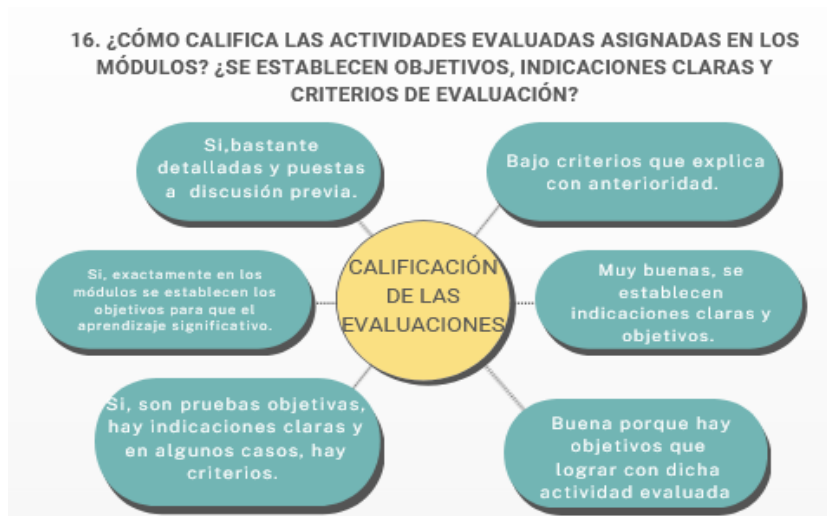 16. ¿CÓMO CALIFICA LAS ACTIVIDADES EVALUADAS ASIGNADAS EN LOS
MÓDULOS? ¿SE ESTABLECEN OBJETIVOS, INDICACIONES CLARAS Y
CRITERIOS DE EVALUACIÓN?
Si,bastante
detalladas y puestas
a discusión previa.
Bajo criterios que explica
con anterioridad.
Si, exactamente en los
módulos se establecen los
objetivos para que el
aprendizaje significativo.
CALIFICACIÓN
DE LAS
EVALUACIONES
Muy buenas, se
establecen
indicaciones claras y
objetivos.
Si, son pruebas objetivas,
hay indicaciones claras y
en algunos casos, hay
criterios.
Buena porque hay
objetivos que
lograr con dicha
actividad evaluada